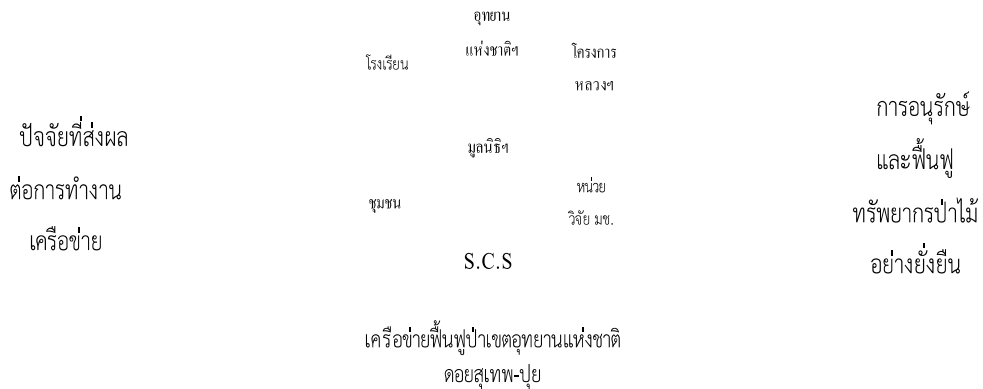 ปัจจัยที่ส่งผล
ต่อการทำงาน
เครือข่าย
อุทยาน
แห่งชาติฯ
โรงเรียน
โครงการ
หลวงฯ
มูลนิธิฯ
ชุมชน
หน่วย
วิจัย มช.
S.C.S
เครือข่ายฟื้นฟูป่าเขตอุทยานแห่งชาติ
ดอยสุเทพ-ปุย
การอนุรักษ์
และฟื้นฟู
ทรัพยากรป่าไม้
อย่างยั่งยืน